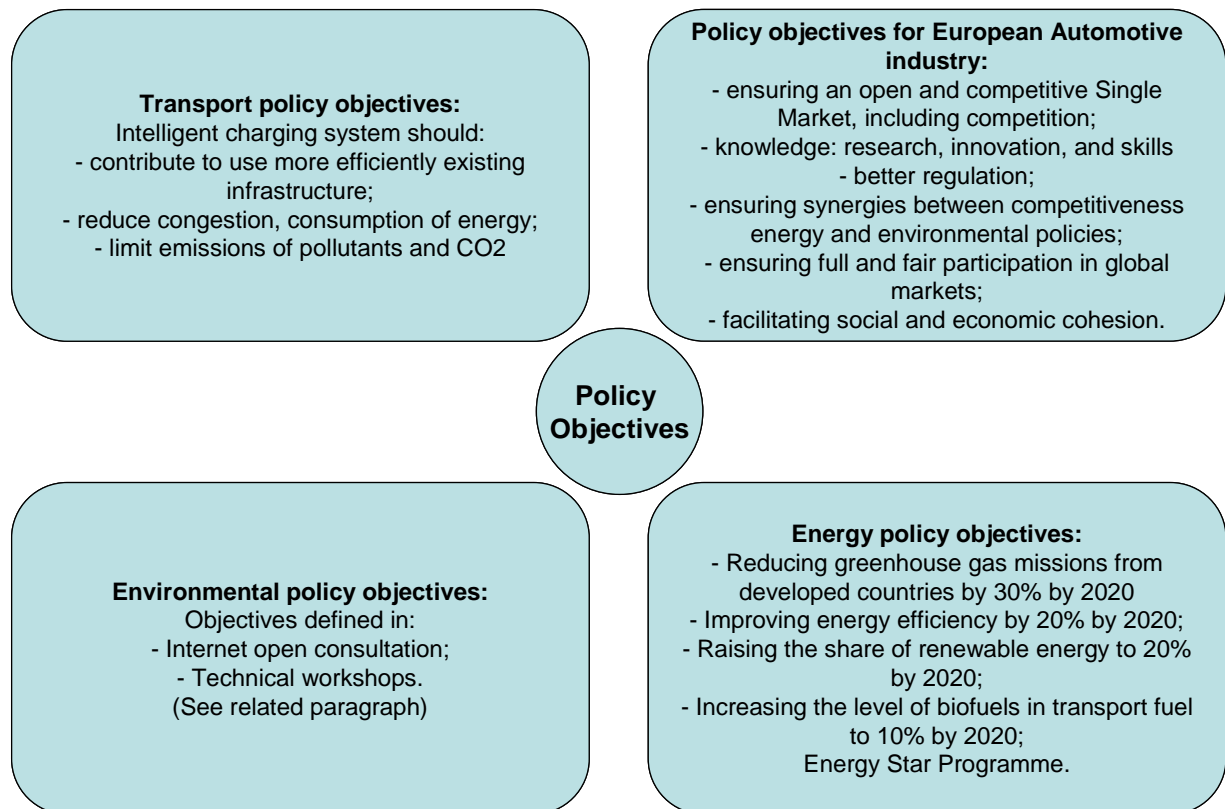 Transport policy objectives:
Intelligent charging system should:
- contribute to use more efficiently existing
infrastructure;
- reduce congestion, consumption of energy;
- limit emissions of pollutants and CO2
Policy objectives for European Automotive
industry:
- ensuring an open and competitive Single
Market, including competition;
- knowledge: research, innovation, and skills
- better regulation;
- ensuring synergies between competitiveness
energy and environmental policies;
- ensuring full and fair participation in global
markets;
- facilitating social and economic cohesion.
Policy
Objectives
Environmental policy objectives:
Objectives defined in:
- Internet open consultation;
- Technical workshops.
(See related paragraph)
Energy policy objectives:
- Reducing greenhouse gas missions from
developed countries by 30% by 2020
- Improving energy efficiency by 20% by 2020;
- Raising the share of renewable energy to 20%
by 2020;
- Increasing the level of biofuels in transport fuel
to 10% by 2020;
Energy Star Programme.